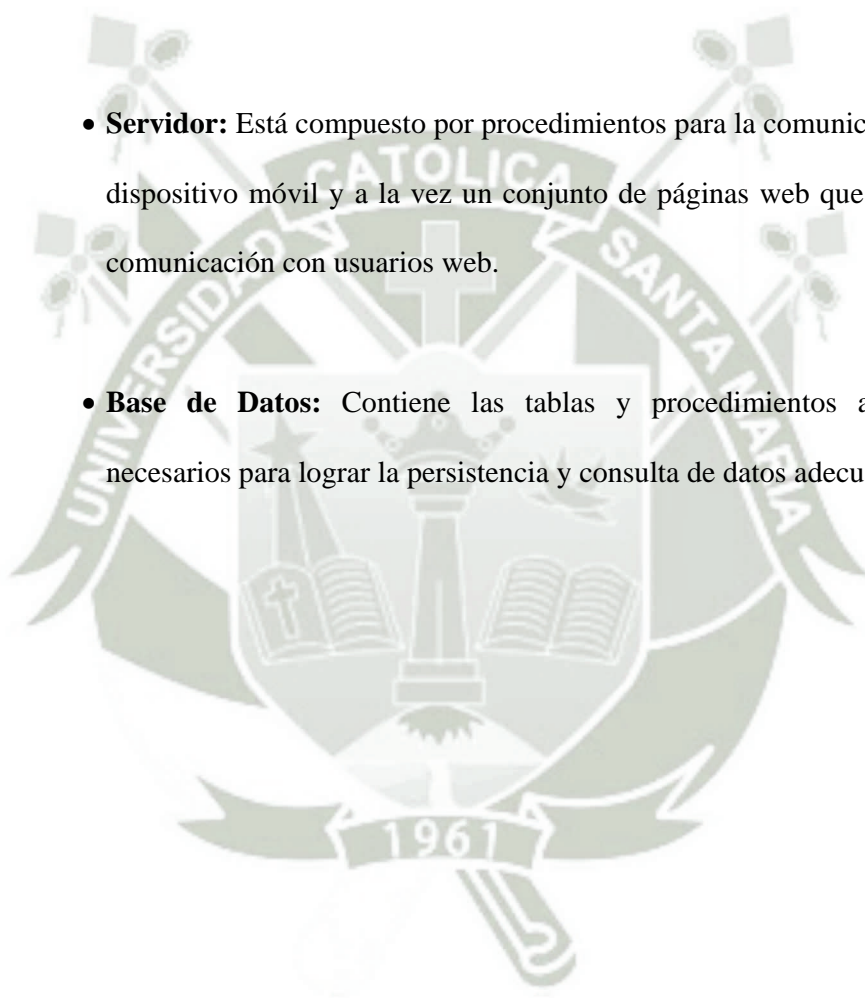 • Servidor: Está compuesto por procedimientos para la
dispositivo móvil y a la vez un conjunto de páginas web que
comunicación con usuarios web.
• Base de Datos: Contiene las tablas y procedimientos
necesarios para lograr la persistencia y consulta de datos
UNIVERSIDAD CATOLICA SANTA MARIA
1961